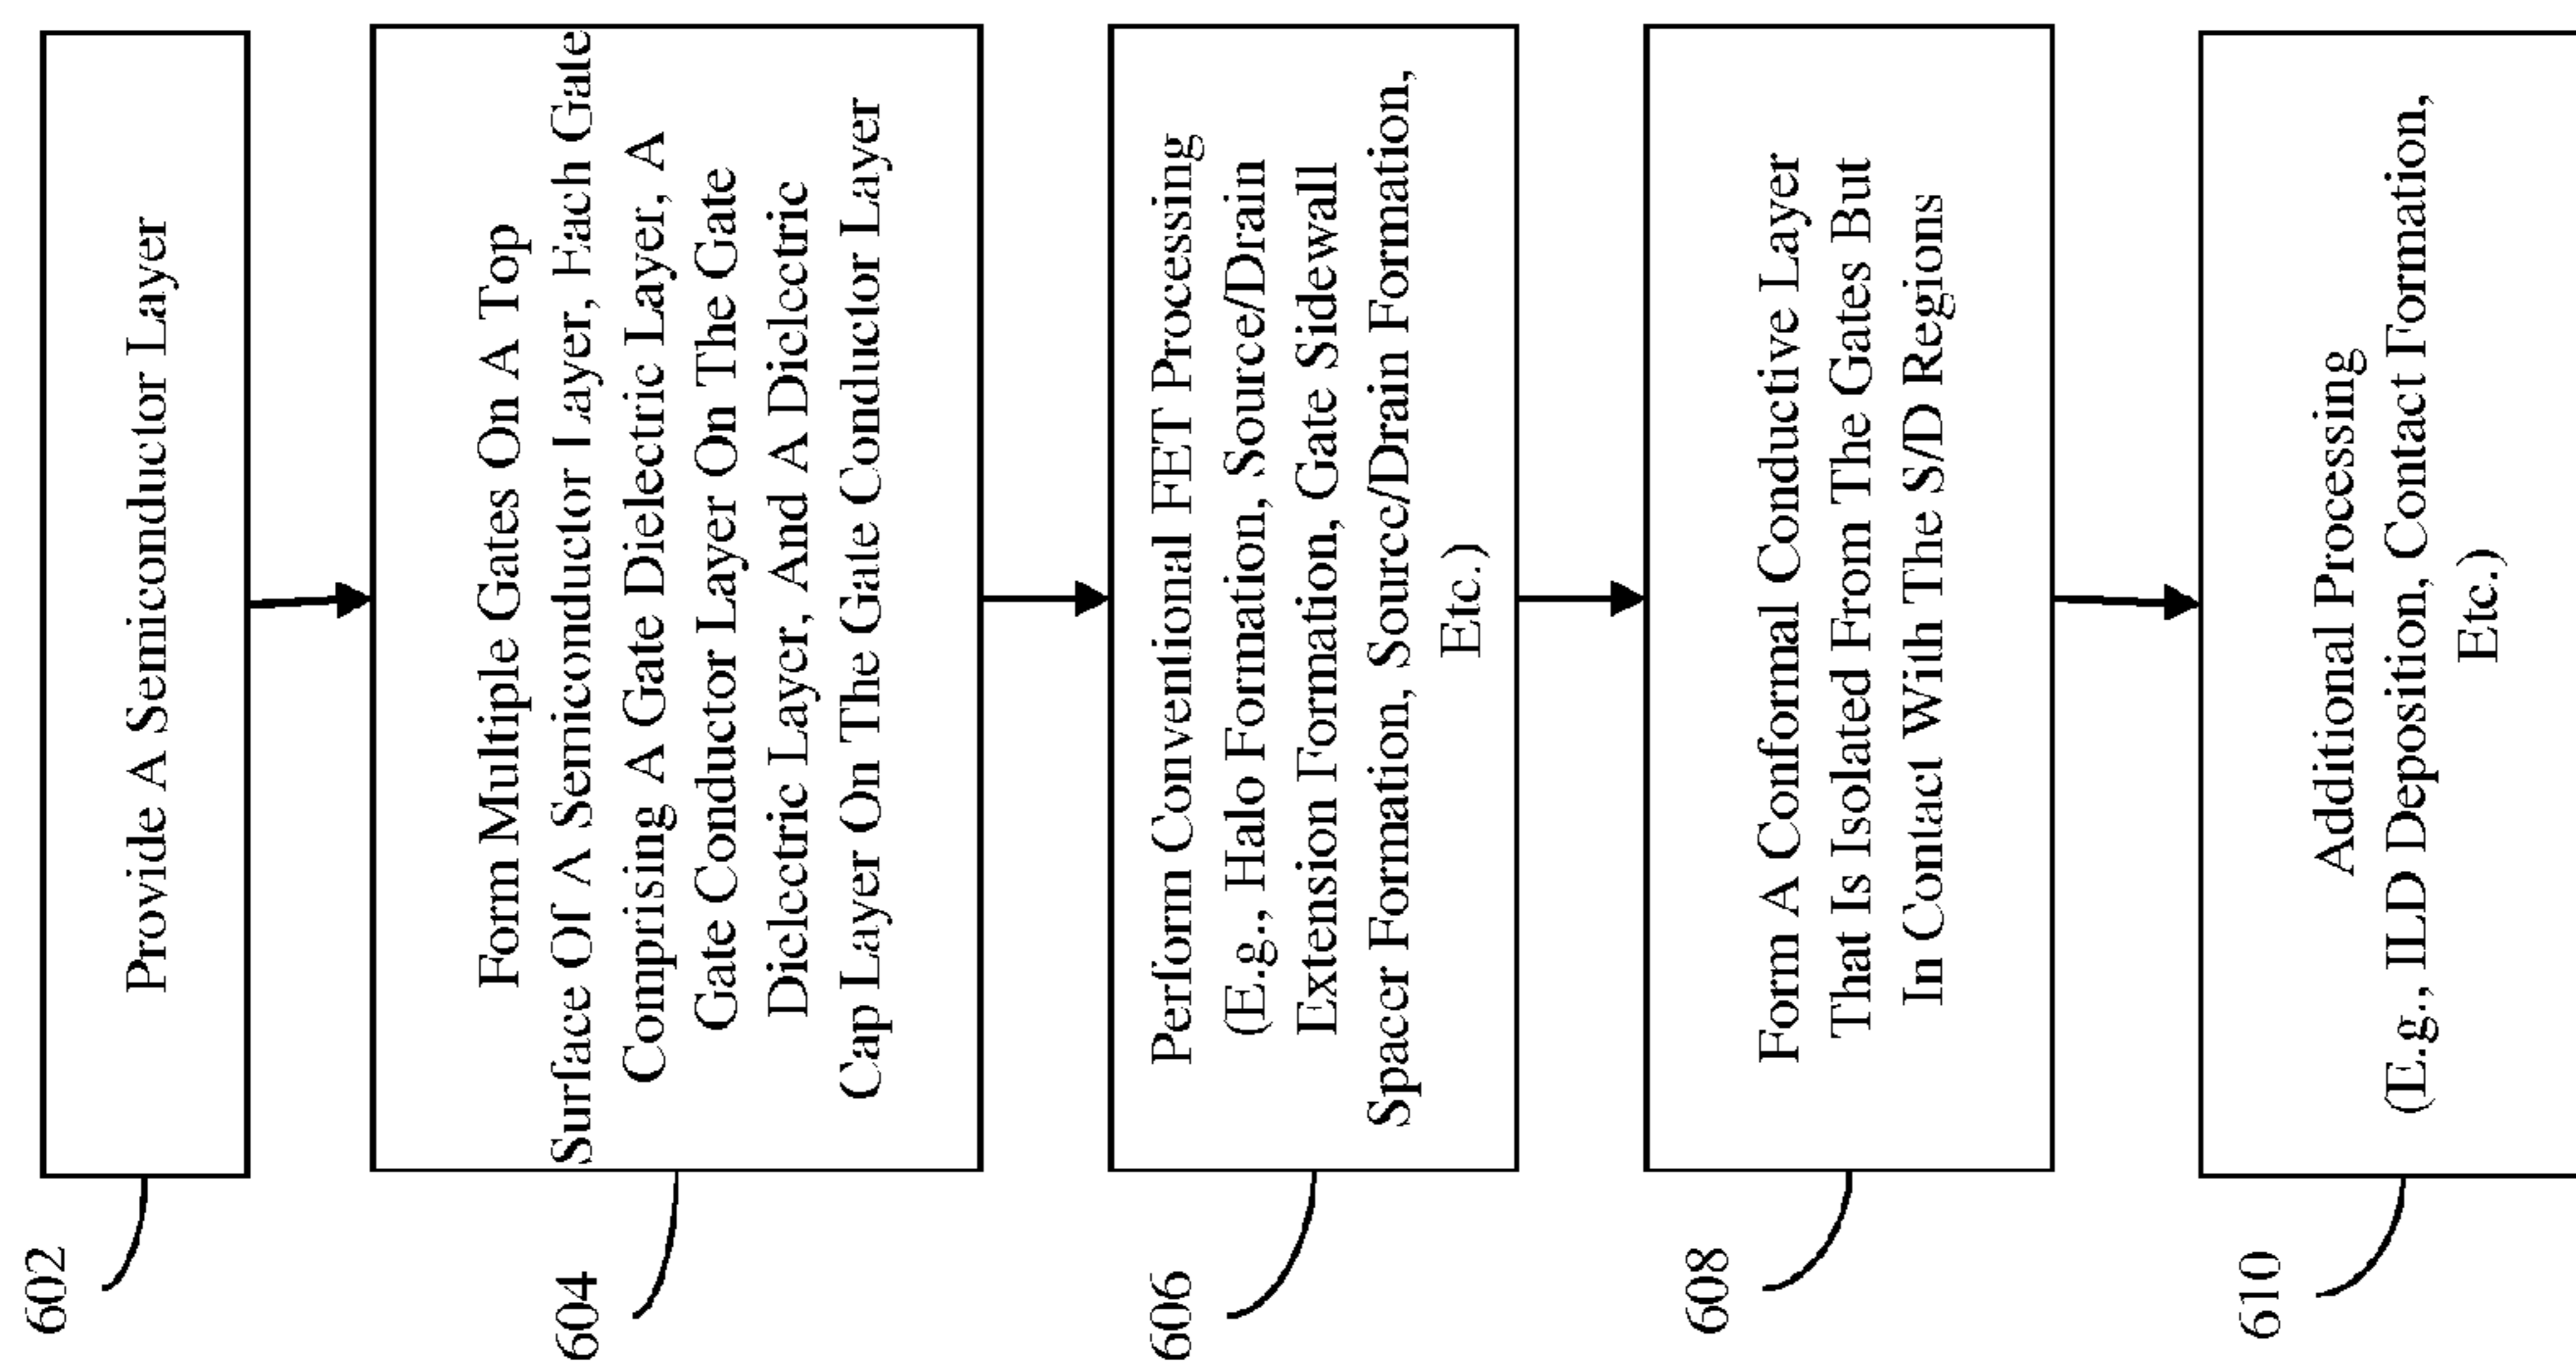 602
Provide A Semiconductor Layer
604
Form Multiple Gates On A Top
Surface Of A Semiconductor Layer, Each Gate
Comprising A Gate Dielectric Layer, A
Gate Conductor Layer On The Gate
Dielectric Layer, And A Dielectric
Cap Layer On The Gate Conductor Layer
606
Perform Conventional FET Processing
(E.g., Halo Formation, Source/Drain
Extension Formation, Gate Sidewall
Spacer Formation, Source/Drain Formation,
Etc.)
608
Form A Conformal Conductive Layer
That Is Isolated From The Gates But
In Contact With The S/D Regions
610
Additional Processing
(E.g., ILD Deposition, Contact Formation,
Etc.)